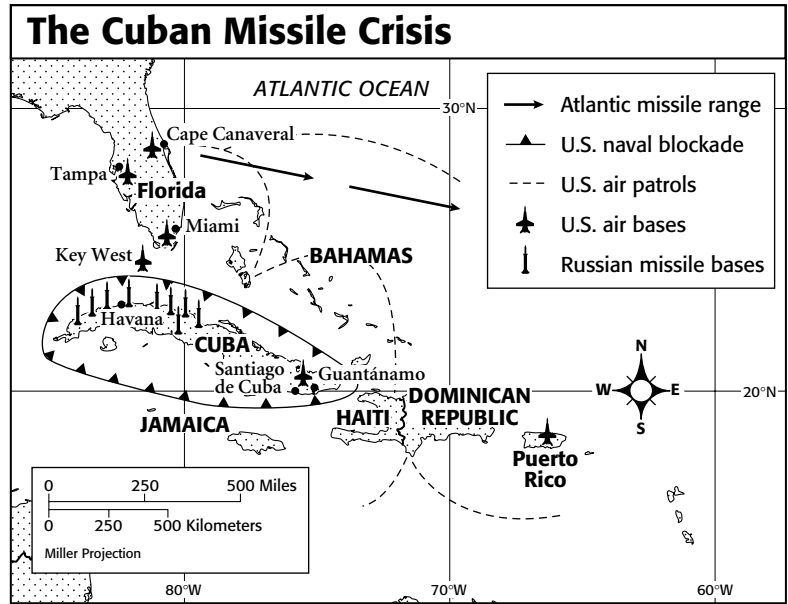 The Cuban Missile Crisis
ATLANTIC OCEAN
30°N
Atlantic missile range
U.S. naval blockade
U.S. air patrols
U.S. air bases
Russian missile bases
Cape Canaveral
Tampa
Florida
Miami
Key West
BAHAMAS
Havana
CUBA
Santiago
de Cuba
Guantánamo
N
W
E
S
20°N
JAMAICA
HAITI
DOMINICAN
REPUBLIC
Puerto
Rico
0 250 500 Miles
0 250 500 Kilometers
Miller Projection
80°W
70°W
60°W